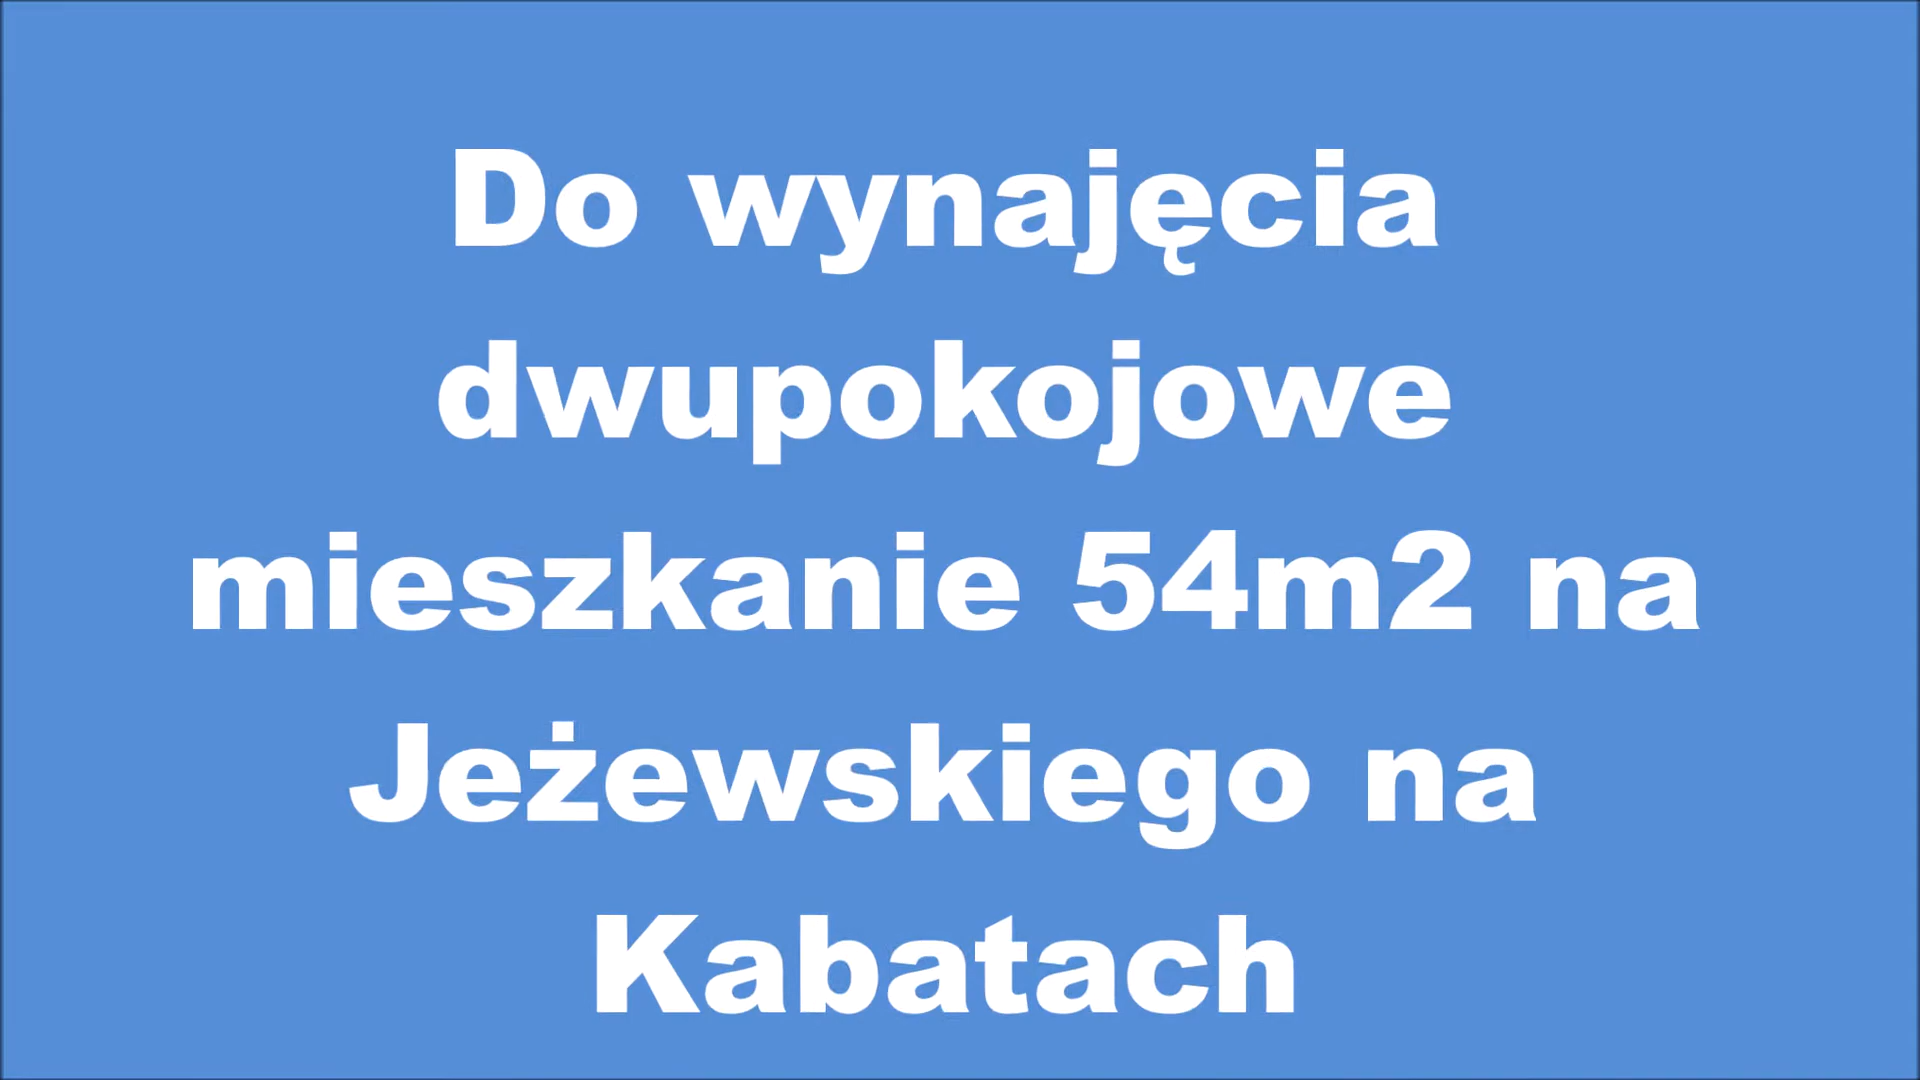 Do wynajęcia
dwupokojowe
mieszkanie 54m2 na
Jeżewskiego na
Kabatach